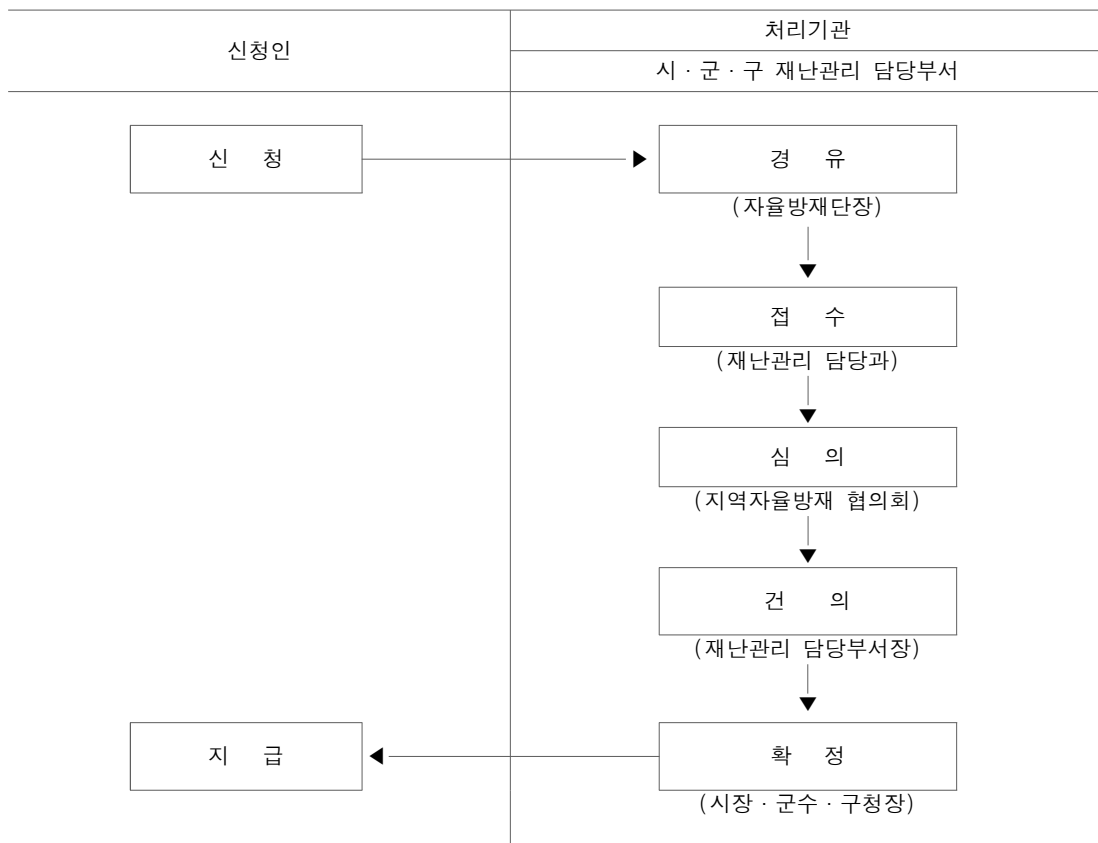 신청인
처리기관
시 · 군 · 구 재난관리 담당부서
신 청
경 유
(자율방재단장)
접 수
(재난관리 담당과)
심 의
(지역자율방재 협의회)
건 의
(재난관리 담당부서장)
지 급
확 정
(시장 · 군수 · 구청장)